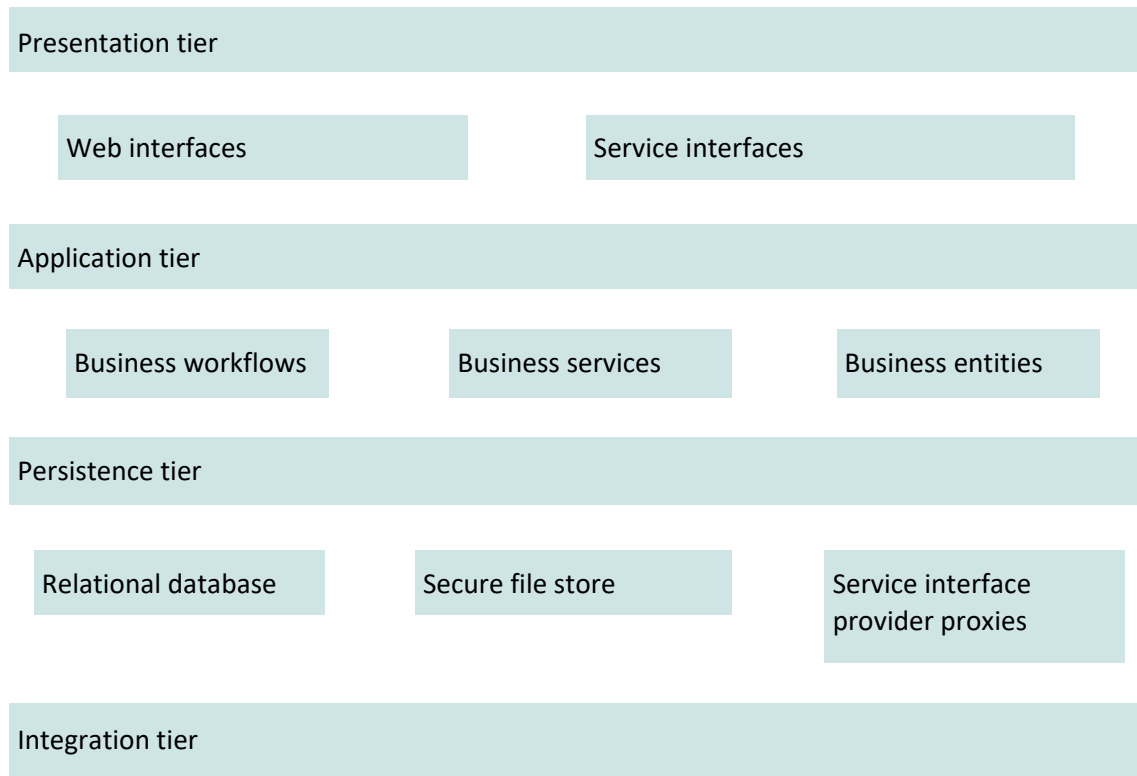 Presentation tier
Web interfaces
Service interfaces
Application tier
Business workflows
Business services
Business entities
Persistence tier
Relational database
Secure file store
Service interface
provider proxies
Integration tier